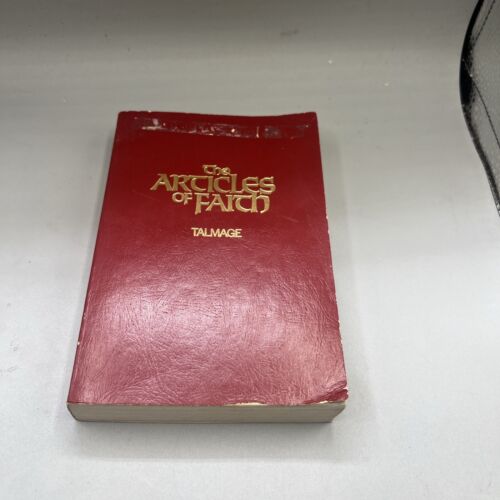 The
ARTICLES
OF FAITH
TALMAGE